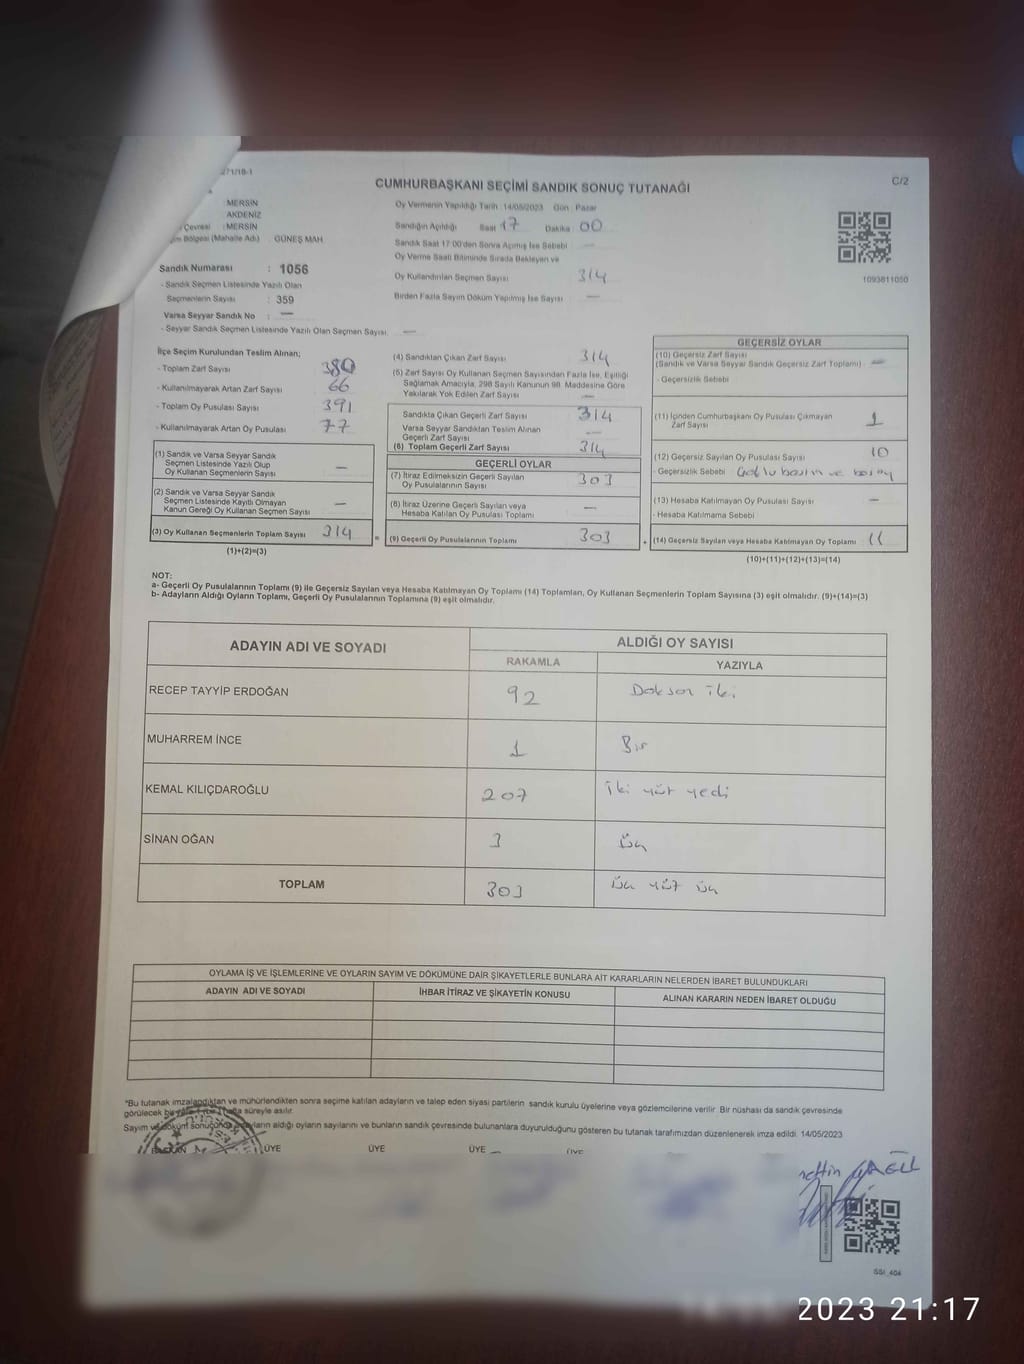 271/18-1
C/2
CUMHURBAŞKANI SEÇİMİ SANDIK SONUÇ TUTANAĞI
MERSİN
AKDENİZ
Çevresi : MERSİN
Bölgesi (Mahalle Adı) : GÜNEŞ MAH
Sandık Numarası : 1056
- Sandık Seçmen Listesinde Yazılı Olan
Seçmenlerin Sayısı : 359
Varsa Seyyar Sandık No : —
- Seyyar Sandık Seçmen Listesinde Yazılı Olan Seçmen Sayısı —
Oy Vermenin Yapıldığı Tarih : 14/05/2023 Gün : Pazar
Sandığın Açıldığı Saat 17 Dakika : 00
Sandık Saat 17:00'den Sonra Açılmış İse Sebebi —
Oy Verme Saati Bitiminde Sırada Bekleyen ve
Oy Kullandırılan Seçmen Sayısı 314
Birden Fazla Sayım Döküm Yapılmış İse Sayısı —
1093811050
İlçe Seçim Kurulundan Teslim Alınan;
- Toplam Zarf Sayısı 380
- Kullanılmayarak Artan Zarf Sayısı 66
- Toplam Oy Pusulası Sayısı 391
- Kullanılmayarak Artan Oy Pusulası 77
(1) Sandık ve Varsa Seyyar Sandık
Seçmen Listesinde Yazılı Olup
Oy Kullanan Seçmenlerin Sayısı —
(2) Sandık ve Varsa Seyyar Sandık
Seçmen Listesinde Kayıtlı Olmayan
Kanun Gereği Oy Kullanan Seçmen Sayısı —
(3) Oy Kullanan Seçmenlerin Toplam Sayısı 314
(1)+(2)=(3)
(4) Sandıktan Çıkan Zarf Sayısı 314
(5) Zarf Sayısı Oy Kullanan Seçmen Sayısından Fazla İse, Eşitliği
Sağlamak Amacıyla, 298 Sayılı Kanunun 98. Maddesine Göre
Yakılarak Yok Edilen Zarf Sayısı —
Sandıkta Çıkan Geçerli Zarf Sayısı 314
Varsa Seyyar Sandıktan Teslim Alınan
Geçerli Zarf Sayısı —
(6) Toplam Geçerli Zarf Sayısı 314
GEÇERLİ OYLAR
(7) İtiraz Edilmeksizin Geçerli Sayılan
Oy Pusulalarının Sayısı 303
(8) İtiraz Üzerine Geçerli Sayılan veya
Hesaba Katılan Oy Pusulası Toplamı —
= (9) Geçerli Oy Pusulalarının Toplamı 303
GEÇERSİZ OYLAR
(10) Geçersiz Zarf Sayısı
(Sandık ve Varsa Seyyar Sandık Geçersiz Zarf Toplamı) —
- Geçersizlik Sebebi
(11) İçinden Cumhurbaşkanı Oy Pusulası Çıkmayan
Zarf Sayısı 1
(12) Geçersiz Sayılan Oy Pusulası Sayısı 10
- Geçersizlik Sebebi
(13) Hesaba Katılmayan Oy Pusulası Sayısı —
- Hesaba Katılmama Sebebi
+ (14) Geçersiz Sayılan veya Hesaba Katılmayan Oy Toplamı 11
(10)+(11)+(12)+(13)=(14)
NOT:
a- Geçerli Oy Pusulalarının Toplamı (9) ile Geçersiz Sayılan veya Hesaba Katılmayan Oy Toplamı (14) Toplamları, Oy Kullanan Seçmenlerin Toplam Sayısına (3) eşit olmalıdır. (9)+(14)=(3)
b- Adayların Aldığı Oyların Toplamı, Geçerli Oy Pusulalarının Toplamına (9) eşit olmalıdır.
ADAYIN ADI VE SOYADI
ALDIĞI OY SAYISI
RAKAMLA YAZIYLA
RECEP TAYYİP ERDOĞAN 92 Doksan iki
MUHARREM İNCE 1 Bir
KEMAL KILIÇDAROĞLU 207 İki yüz yedi
SİNAN OĞAN 3 Üç
TOPLAM 303 Üç yüz üç
OYLAMA İŞ VE İŞLEMLERİNE VE OYLARIN SAYIM VE DÖKÜMÜNE DAİR ŞİKAYETLERLE BUNLARA AİT KARARLARIN NELERDEN İBARET BULUNDUKLARI
ADAYIN ADI VE SOYADI İHBAR İTİRAZ VE ŞİKAYETİN KONUSU ALINAN KARARIN NEDEN İBARET OLDUĞU
*Bu tutanak imzalandıktan ve mühürlendikten sonra seçime katılan adayların ve talep eden siyasi partilerin sandık kurulu üyelerine veya gözlemcilerine verilir. Bir nüshası da sandık çevresinde
görülecek bir yere 1 (bir) hafta süreyle asılır.
Sayım ve döküm sonucunda adayların aldığı oyların sayılarını ve bunların sandık çevresinde bulunanlara duyurulduğunu gösteren bu tutanak tarafımızdan düzenlenerek imza edildi. 14/05/2023
BAŞKAN ÜYE ÜYE ÜYE ÜYE
SSI_404
2023 21:17